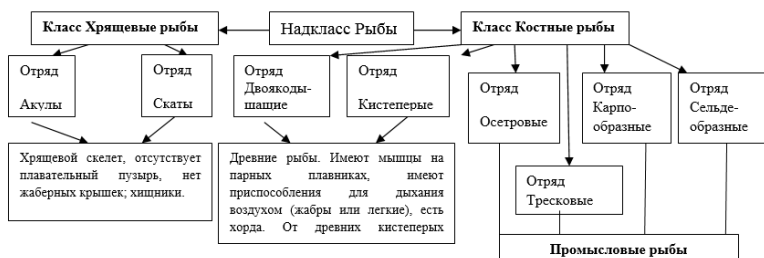 Класс Хрящевые рыбы
Надкласс Рыбы
Класс Костные рыбы
Отряд
Акулы
Отряд
Скаты
Отряд
Двоякоды-
шащие
Отряд
Кистеперые
Отряд
Осетровые
Отряд
Карпо-
образные
Отряд
Сельде-
образные
Хрящевой скелет, отсутствует
плавательный пузырь, нет
жаберных крышек; хищники.
Древние рыбы. Имеют мышцы на
парных плавниках, имеют
приспособления для дыхания
воздухом (жабры или легкие), есть
хорда. От древних кистеперых
Отряд
Тресковые
Промысловые рыбы